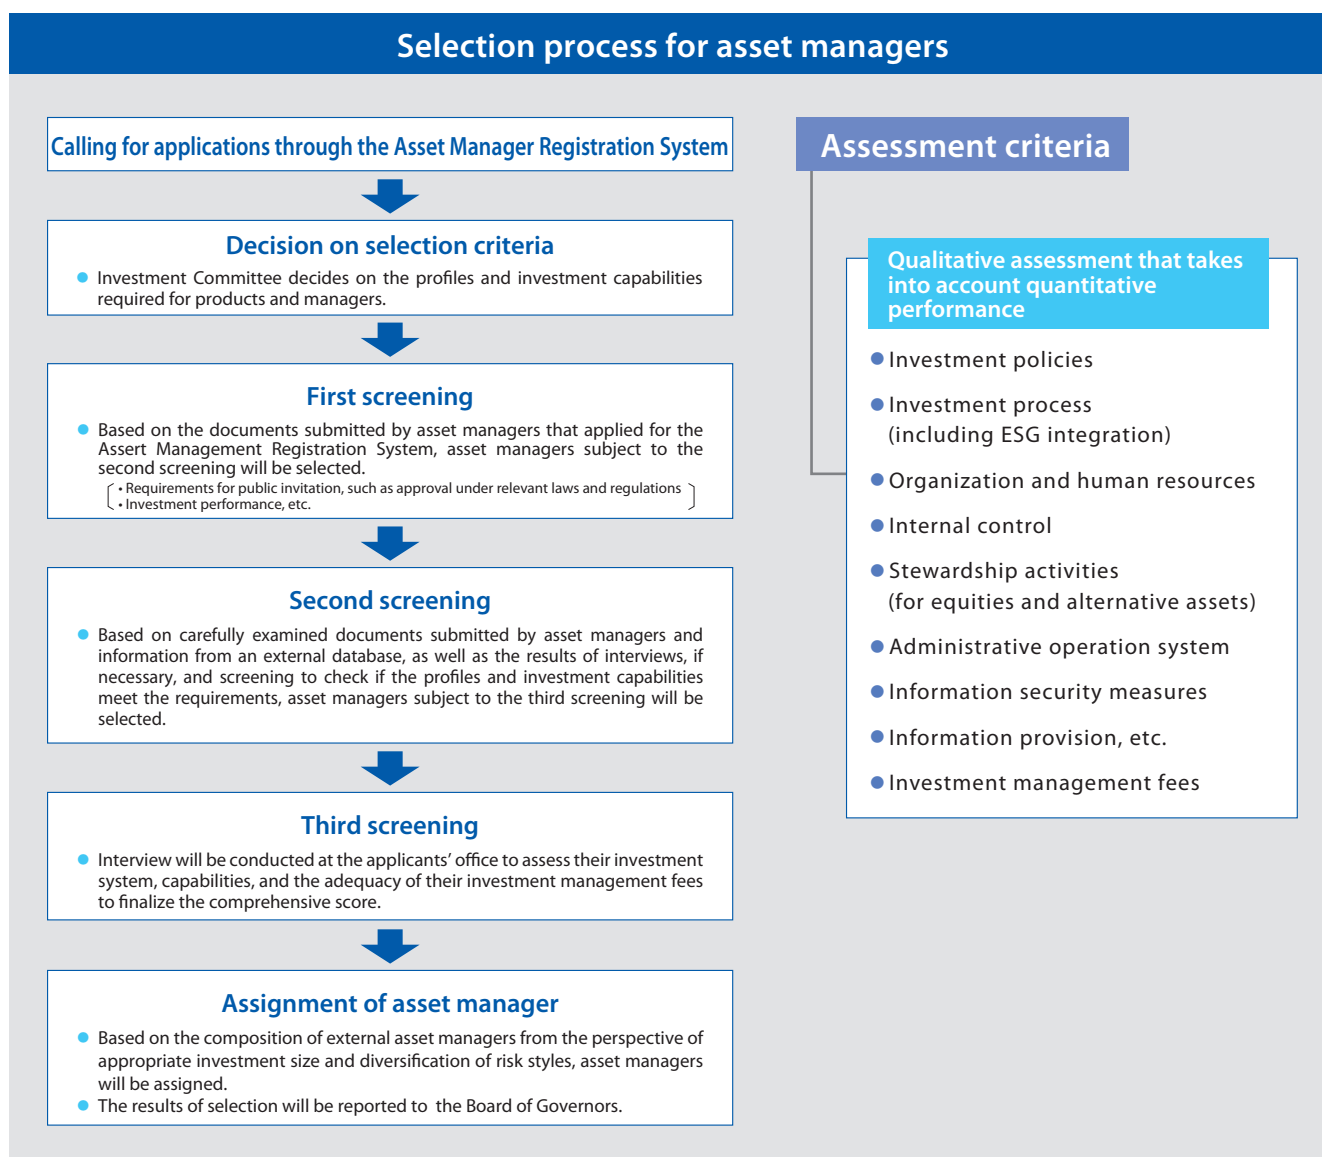 Selection process for asset managers
Calling for applications through the Asset Manager Registration System
Decision on selection criteria
● Investment Committee decides on the profiles and investment capabilities
required for products and managers.
First screening
● Based on the documents submitted by asset managers that applied for the
Assert Management Registration System, asset managers subject to the
second screening will be selected.
• Requirements for public invitation, such as approval under relevant laws and regulations
• Investment performance, etc.
Second screening
● Based on carefully examined documents submitted by asset managers and
information from an external database, as well as the results of interviews, if
necessary, and screening to check if the profiles and investment capabilities
meet the requirements, asset managers subject to the third screening will be
selected.
Third screening
● Interview will be conducted at the applicants’ office to assess their investment
system, capabilities, and the adequacy of their investment management fees
to finalize the comprehensive score.
Assignment of asset manager
● Based on the composition of external asset managers from the perspective of
appropriate investment size and diversification of risk styles, asset managers
will be assigned.
● The results of selection will be reported to the Board of Governors.
Assessment criteria
Qualitative assessment that takes
into account quantitative
performance
● Investment policies
● Investment process
(including ESG integration)
● Organization and human resources
● Internal control
● Stewardship activities
(for equities and alternative assets)
● Administrative operation system
● Information security measures
● Information provision, etc.
● Investment management fees